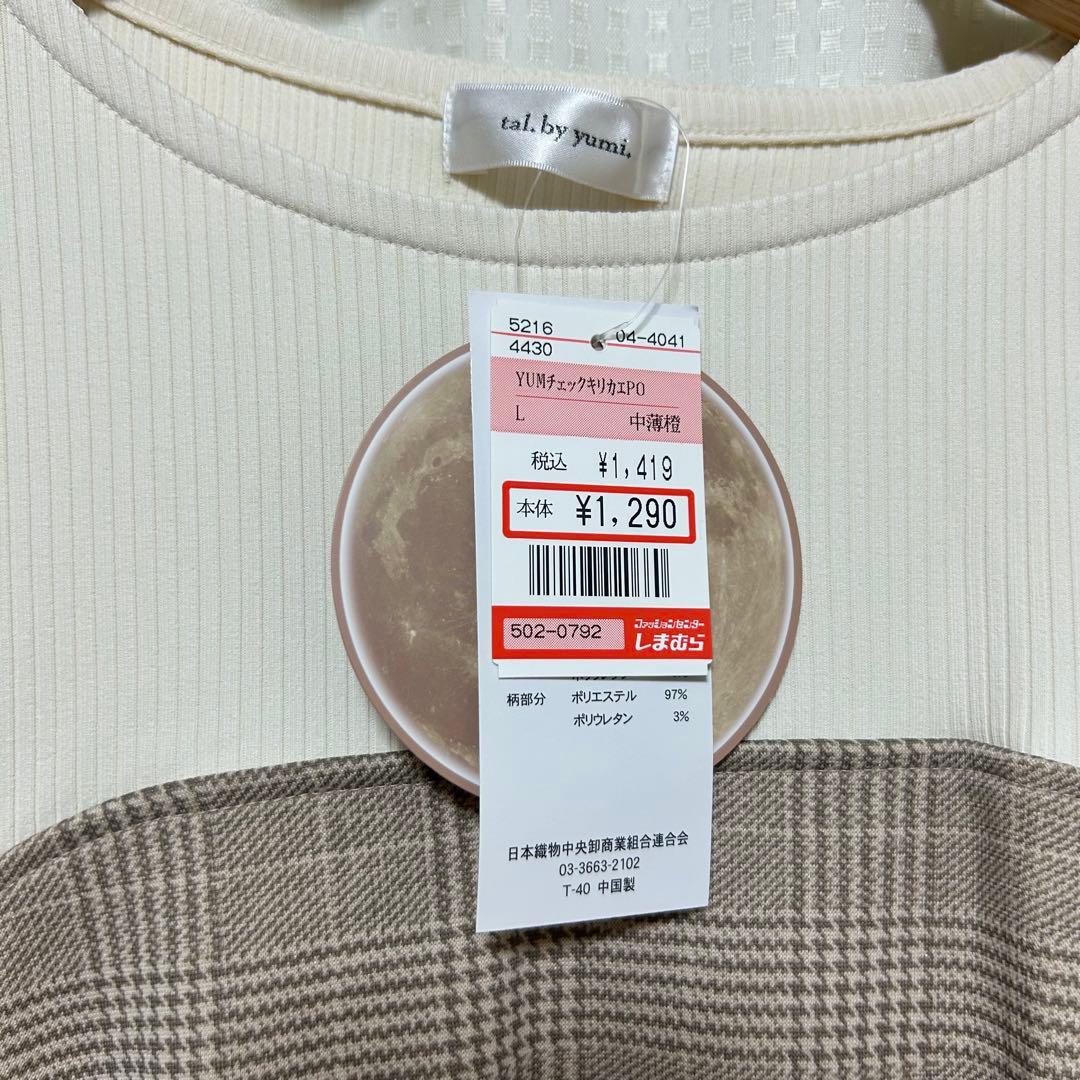 tal. by yumi.
5216 04-4041
4430
YUMチェックキリカエPO
L 中薄橙
税込 ¥1,419
本体 ¥1,290
502-0792 ファッションセンター
しまむら
柄部分 ポリエステル 97%
ポリウレタン 3%
日本織物中央卸商業組合連合会
03-3663-2102
T-40 中国製